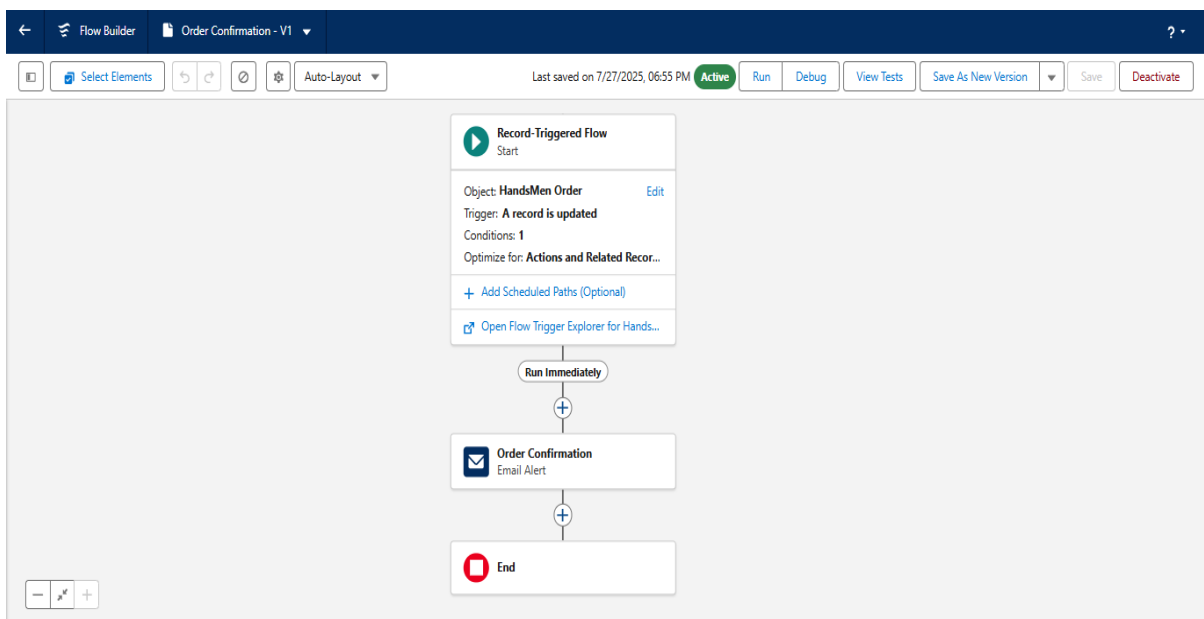 Flow Builder Order Confirmation - V1 ?
Select Elements Auto-Layout Last saved on 7/27/2025, 06:55 PM Active Run Debug View Tests Save As New Version Save Deactivate
Record-Triggered Flow
Start
Object: HandsMen Order Edit
Trigger: A record is updated
Conditions: 1
Optimize for: Actions and Related Recor...
+ Add Scheduled Paths (Optional)
Open Flow Trigger Explorer for Hands...
Run Immediately
Order Confirmation
Email Alert
End